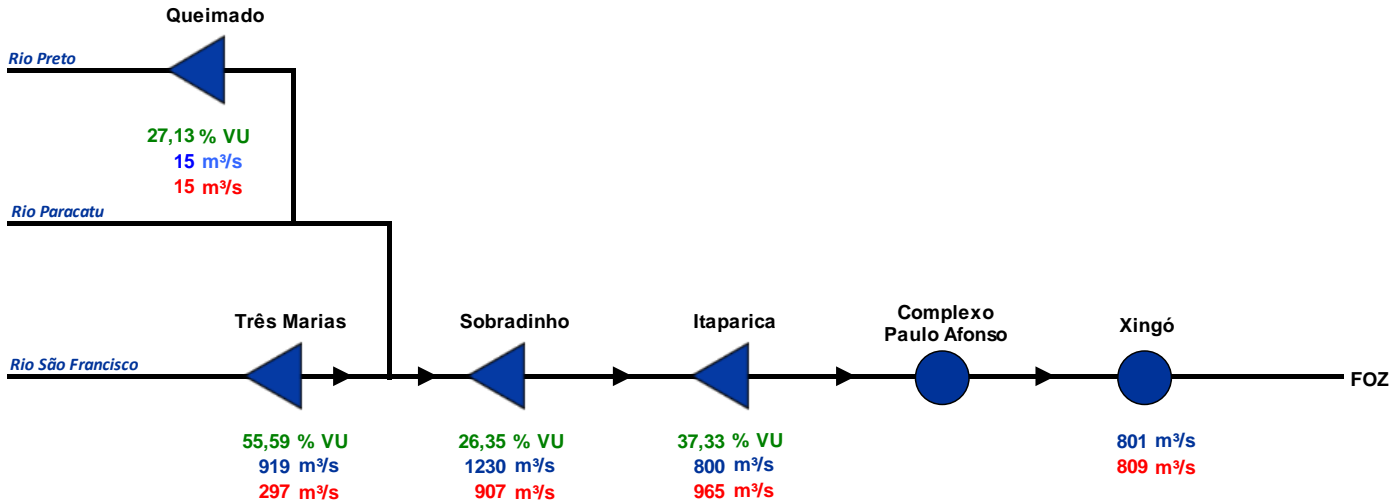 Queimado
Rio Preto
27,13 % VU
15 m³/s
15 m³/s
Rio Paracatu
Três Marias
Sobradinho
Itaparica
Complexo
Paulo Afonso
Xingó
Rio São Francisco
FOZ
55,59 % VU
919 m³/s
297 m³/s
26,35 % VU
1230 m³/s
907 m³/s
37,33 % VU
800 m³/s
965 m³/s
801 m³/s
809 m³/s